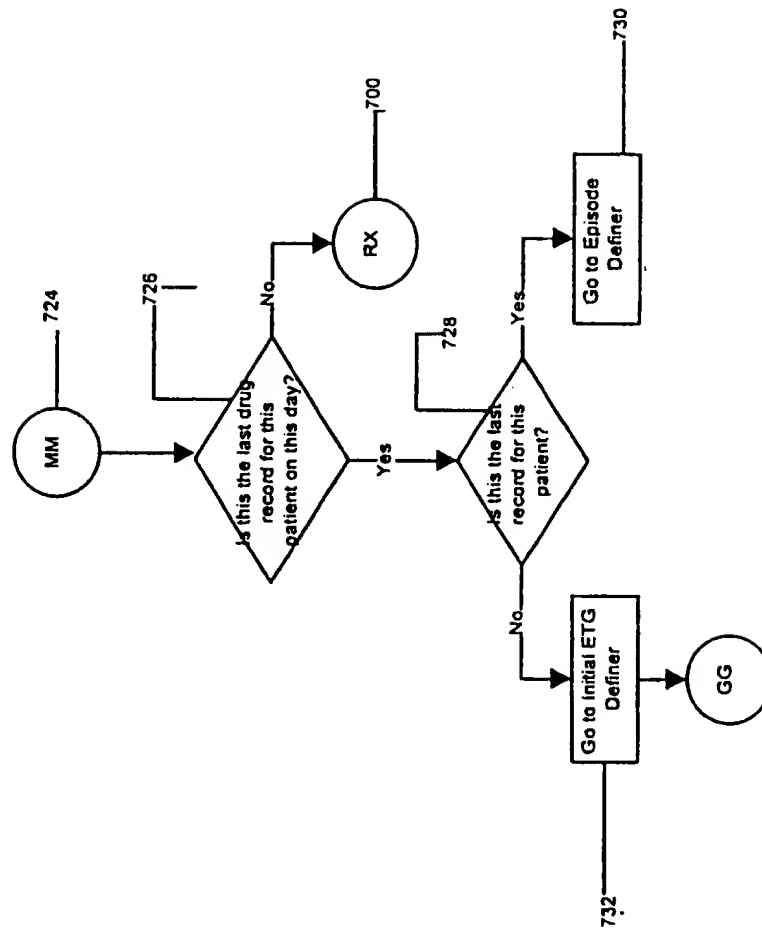 MM
724
726
Is this the last drug
record for this
patient on this day?
No
RX
700
Yes
728
Is this the last
record for this
patient?
Yes
Go to Episode
Definer
730
No
Go to Initial ETG
Definer
732
GG